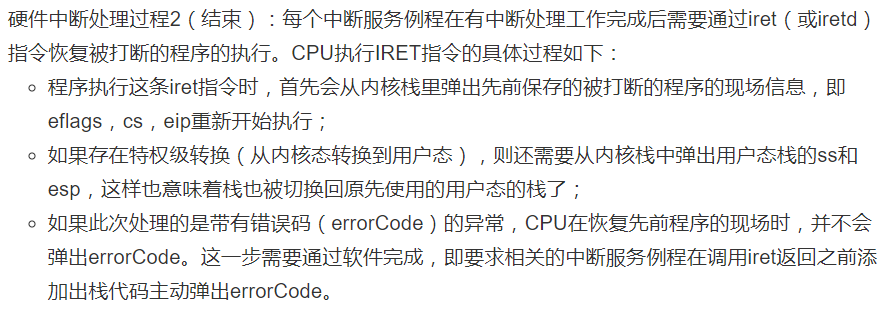 硬件中断处理过程2（结束）：每个中断服务例程在有中断处理工作完成后需要通过iret（或iretd）
指令恢复被打断的程序的执行。CPU执行IRET指令的具体过程如下：
程序执行这条iret指令时，首先会从内核栈里弹出先前保存的被打断的程序的现场信息，即
eflags，cs，eip重新开始执行；
如果存在特权级转换（从内核态转换到用户态），则还需要从内核栈中弹出用户态栈的ss和
esp，这样也意味着栈也被切换回原先使用的用户态的栈了；
如果此次处理的是带有错误码（errorCode）的异常，CPU在恢复先前程序的现场时，并不会
弹出errorCode。这一步需要通过软件完成，即要求相关的中断服务例程在调用iret返回之前添
加出栈代码主动弹出errorCode。